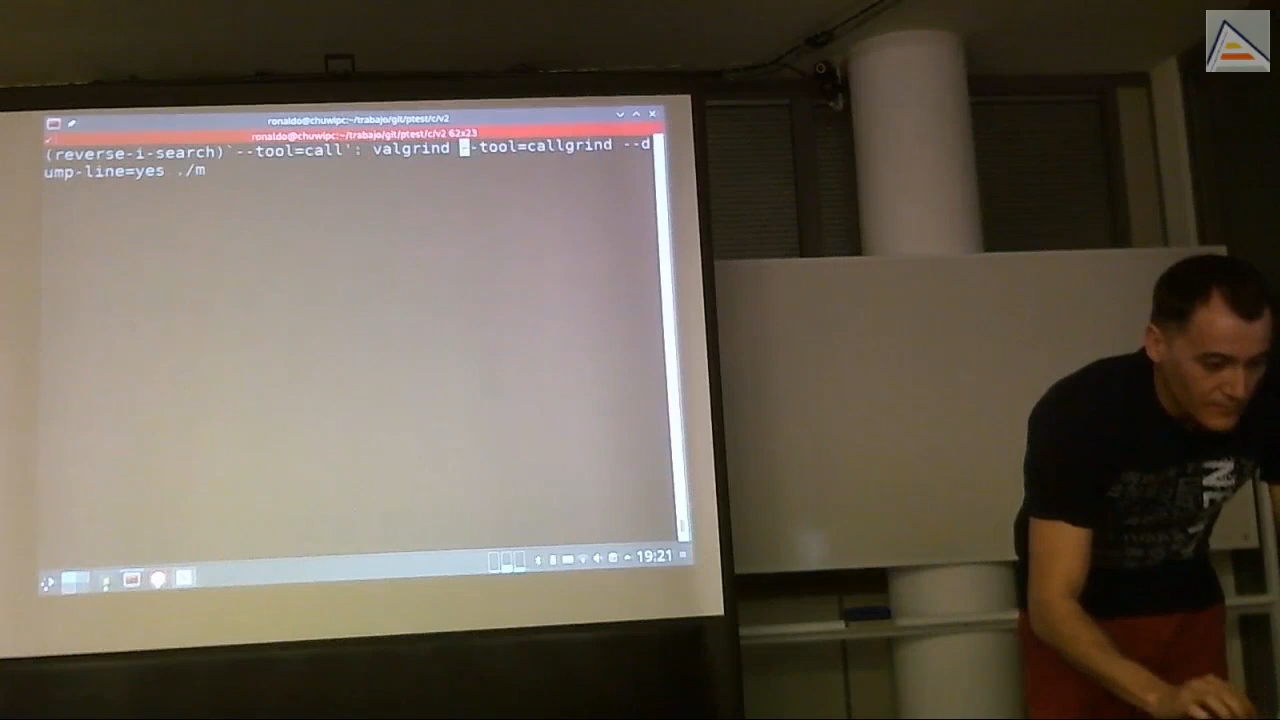 ronaldo@chuwipc:~/trabajo/git/ptest/c/v2
ronaldo@chuwipc:~/trabajo/git/ptest/c/v2 62x23
(reverse-i-search)`--tool=call': valgrind --tool=callgrind --d
ump-line=yes ./m
19:21